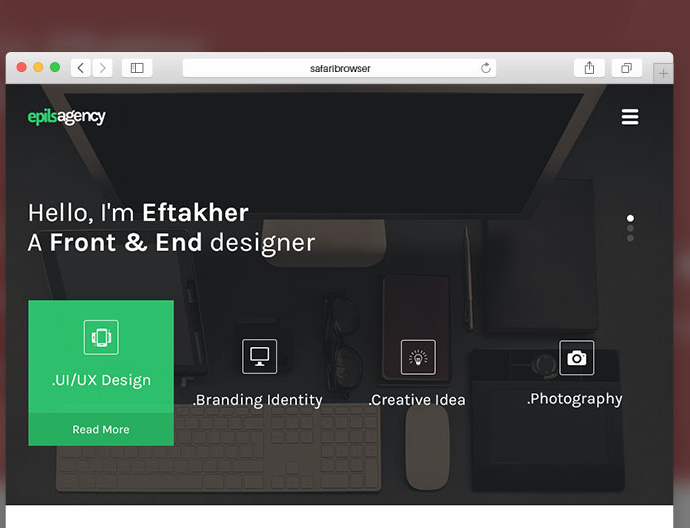 safaribrowser
epilsagency
Hello, I'm Eftakher
A Front & End designer
.UI/UX Design
Read More
.Branding Identity
.Creative Idea
.Photography